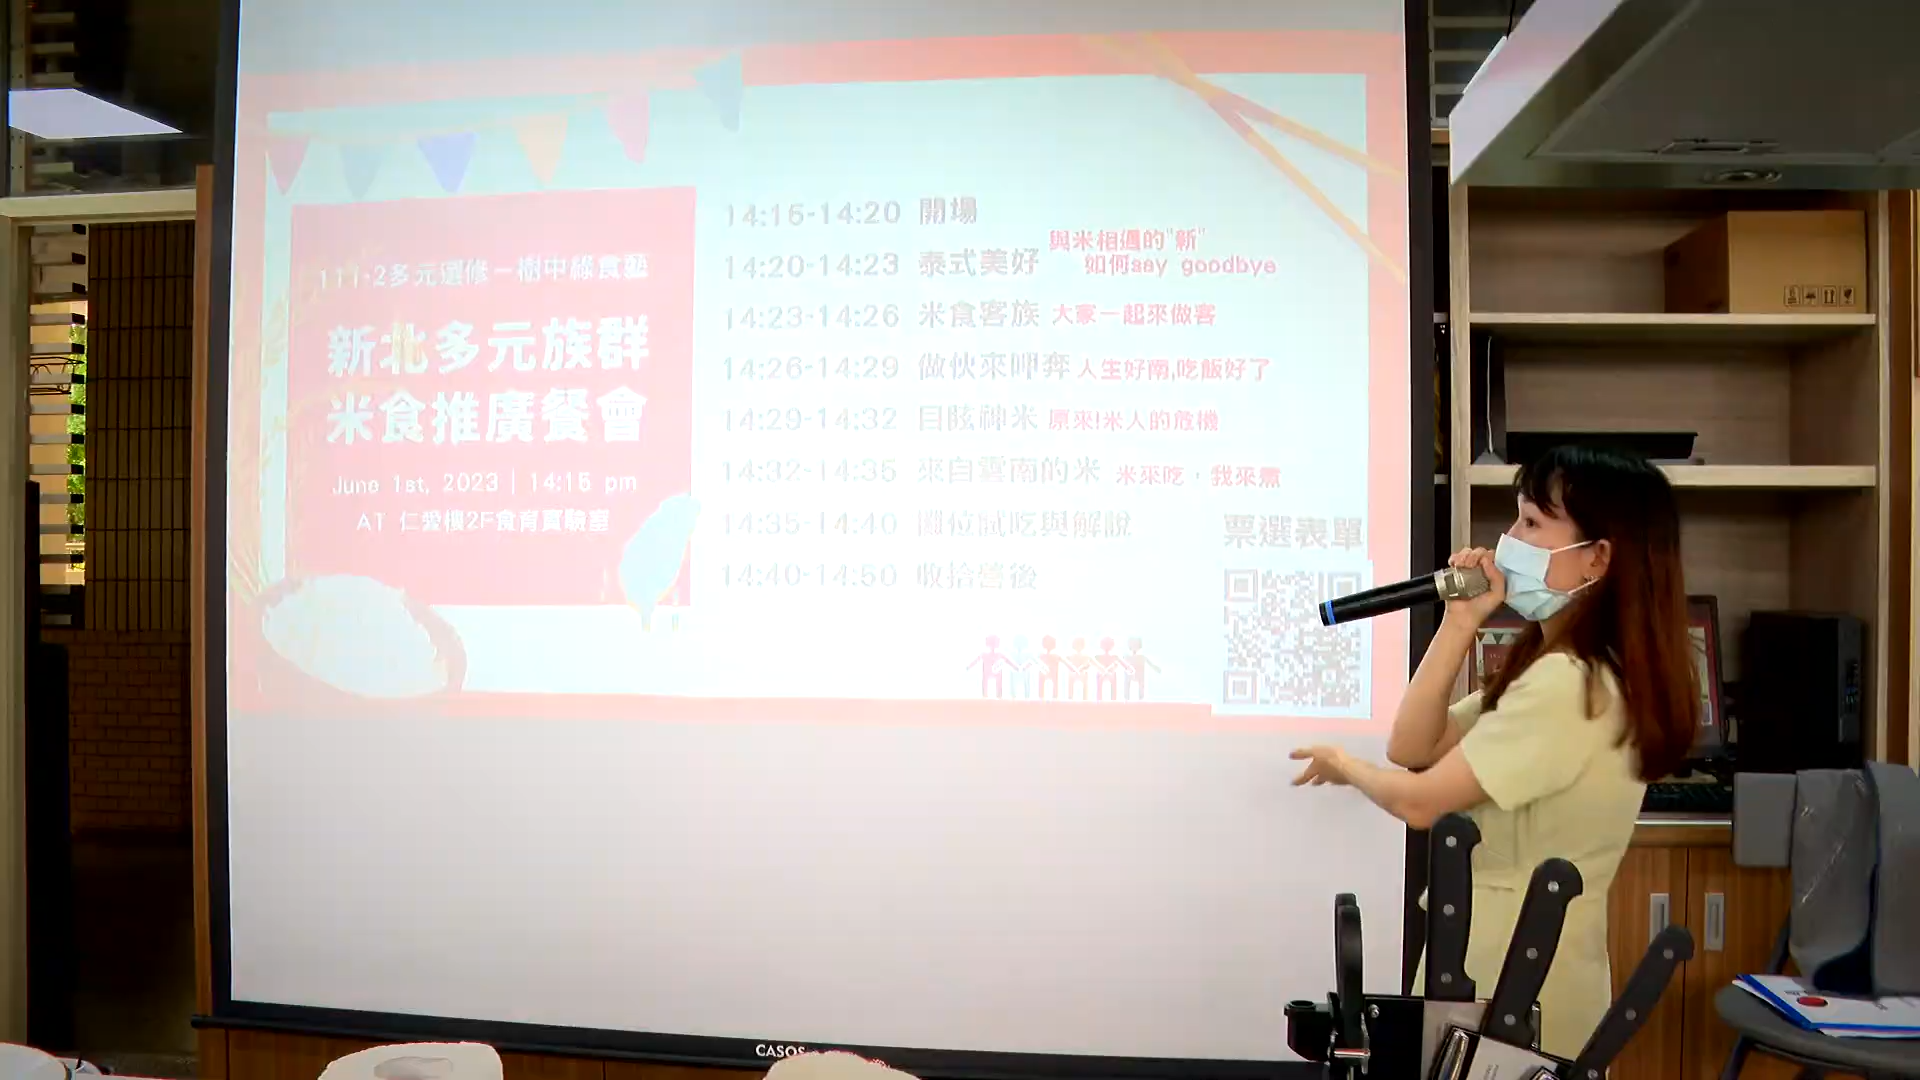 111-2多元選修－樹中綠食藝
新北多元族群
米食推廣餐會
June 1st, 2023 | 14:15 pm
AT 仁愛樓2F食育實驗室
14:15-14:20 開場
14:20-14:23 泰式美好 與米相遇的"新"
如何say goodbye
14:23-14:26 米食客族 大家一起來做客
14:26-14:29 做伙來呷奔 人生好南,吃飯好了
14:29-14:32 目眩神米 原來!米人的危機
14:32-14:35 來自雲南的米 米來吃，我來煮
14:35-14:40 攤位試吃與解說
14:40-14:50 收拾善後
票選表單
CASOS